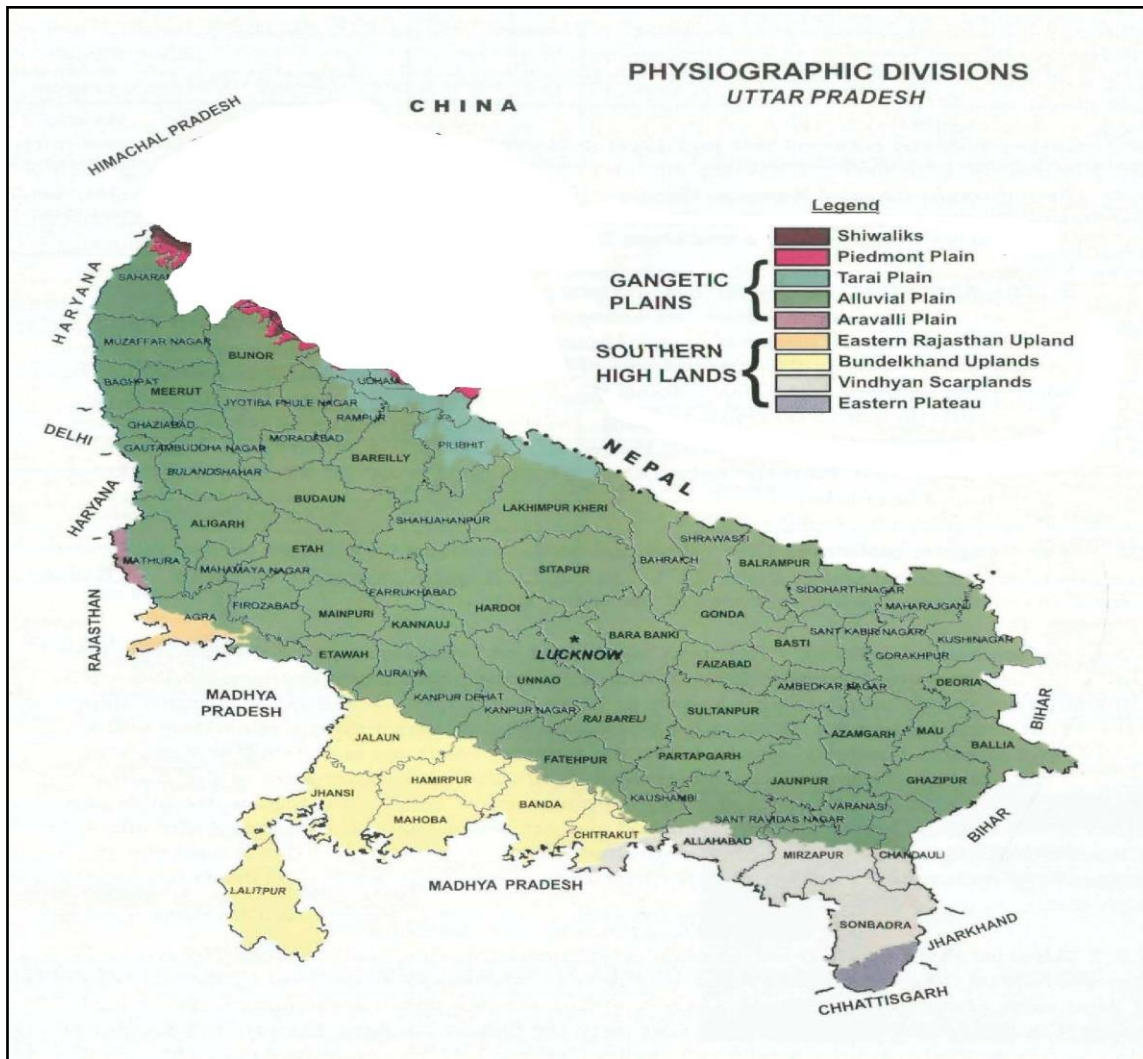 PHYSIOGRAPHIC DIVISIONS
UTTAR PRADESH
CHINA
HIMACHAL PRADESH
Legend
Shiwaliks
Piedmont Plain
Tarai Plain
Alluvial Plain
Aravalli Plain
Eastern Rajasthan Upland
Bundelkhand Uplands
Vindhyan Scarplands
Eastern Plateau
GANGETIC
PLAINS
SOUTHERN
HIGH LANDS
HARYANA
DELHI
HARYANA
RAJASTHAN
NEPAL
MADHYA
PRADESH
MADHYA PRADESH
BIHAR
BIHAR
JHARKHAND
CHHATTISGARH
MUZAFFAR NAGAR
BIJNOR
BAGHPAT
MEERUT
UDHAM
JYOTIBA PHULE NAGAR
RAMPUR
GHAZIABAD
MORADABAD
GAUTAMBUDDHA NAGAR
PILIBHIT
BAREILLY
BULANDSHAHAR
BUDAUN
LAKHIMPUR KHERI
SHAHJAHANPUR
ALIGARH
SHRAWASTI
ETAH
BAHRAICH
BALRAMPUR
MATHURA
MAHAMAYA NAGAR
SITAPUR
SIDDHARTHNAGAR
FARRUKHABAD
MAHARAJGANJ
FIROZABAD
HARDOI
AGRA
MAINPURI
KANNAUJ
GONDA
SANT KABIR NAGARI
KUSHINAGAR
BARA BANKI
BASTI
ETAWAH
LUCKNOW
GORAKHPUR
FAIZABAD
AURAIYA
UNNAO
DEORIA
AMBEDKAR NAGAR
KANPUR DEHAT
KANPUR NAGAR
RAI BARELI
SULTANPUR
MAU
AZAMGARH
JALAUN
BALLIA
FATEHPUR
PARTAPGARH
HAMIRPUR
JAUNPUR
GHAZIPUR
JHANSI
KAUSHAMBI
BANDA
VARANASI
MAHOBA
SANT RAVIDAS NAGAR
CHITRAKUT
ALLAHABAD
MIRZAPUR
CHANDAULI
LALITPUR
SONBADRA